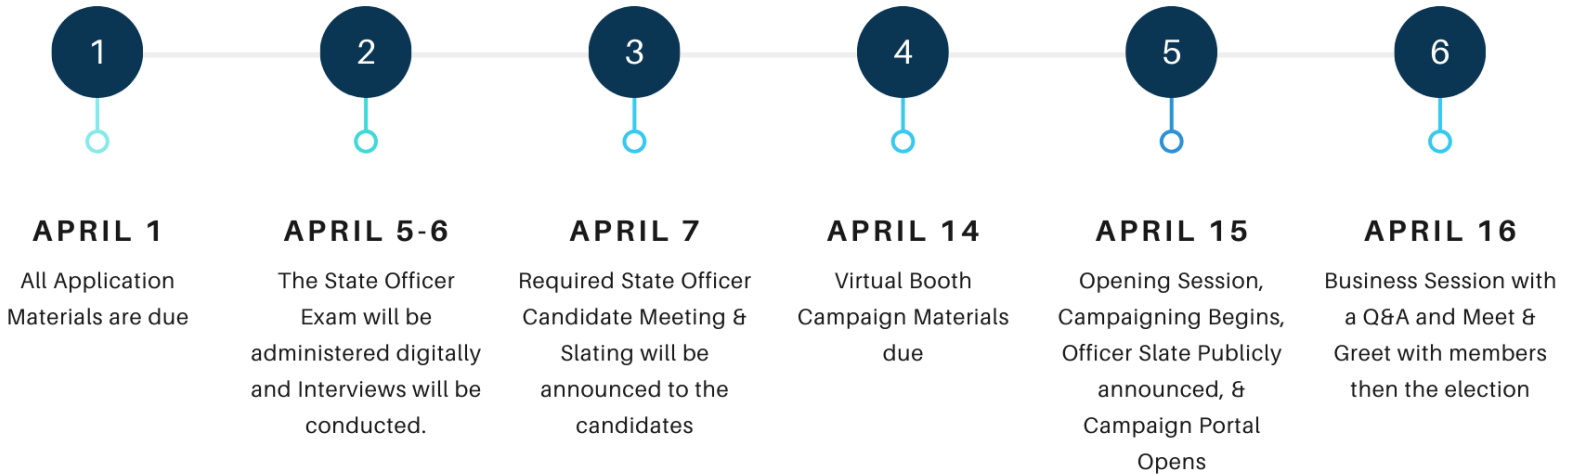 1
2
3
4
5
6
APRIL 1
All Application
Materials are due
APRIL 5-6
The State Officer
Exam will be
administered digitally
and Interviews will be
conducted.
APRIL 7
Required State Officer
Candidate Meeting &
Slating will be
announced to the
candidates
APRIL 14
Virtual Booth
Campaign Materials
due
APRIL 15
Opening Session,
Campaigning Begins,
Officer Slate Publicly
announced, &
Campaign Portal
Opens
APRIL 16
Business Session with
a Q&A and Meet &
Greet with members
then the election